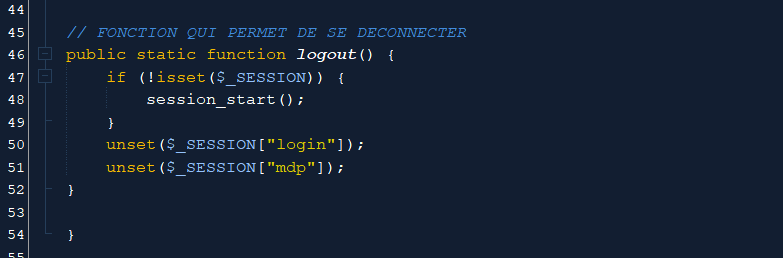 44
45 // FONCTION QUI PERMET DE SE DECONNECTER
46 public static function logout() {
47 if (!isset($_SESSION)) {
48 session_start();
49 }
50 unset($_SESSION["login"]);
51 unset($_SESSION["mdp"]);
52 }
53
54 }
55